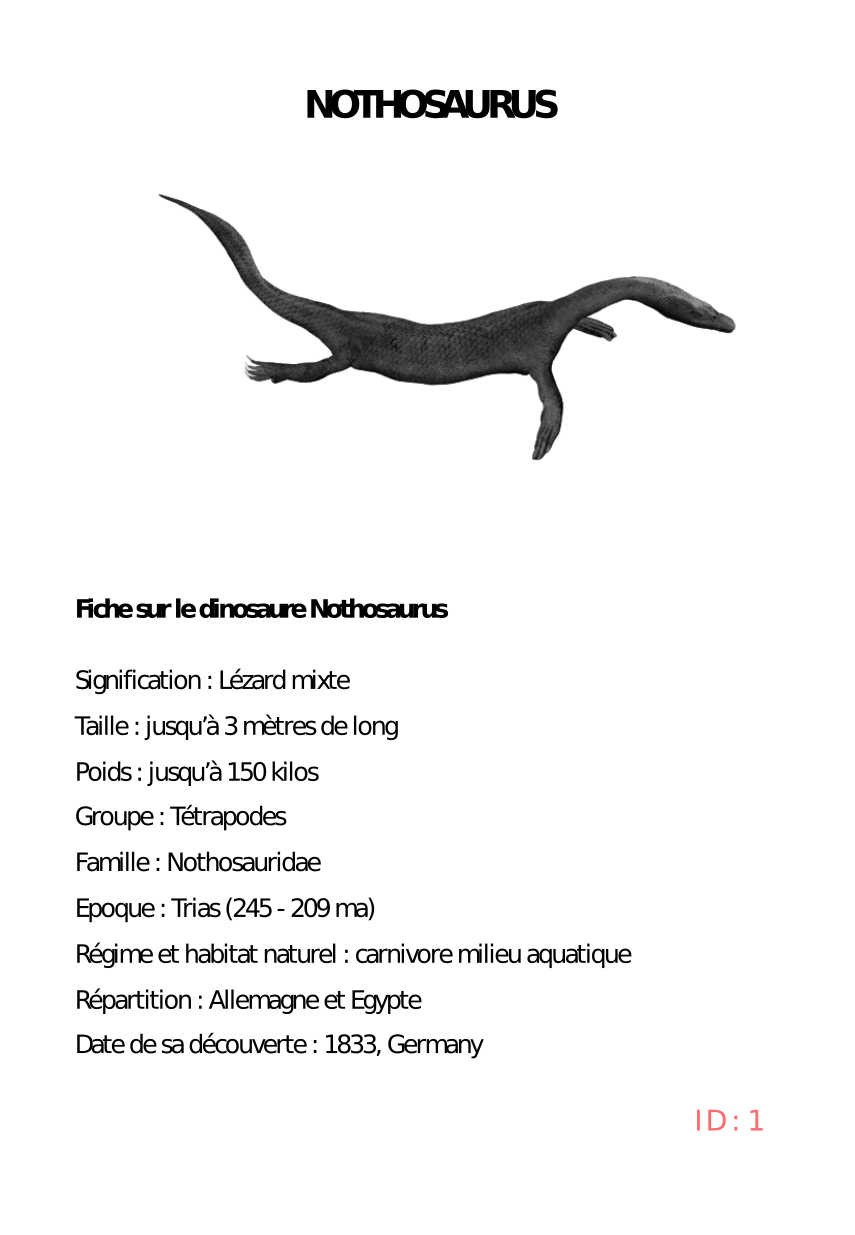 NOTHOSAURUS
Fiche sur le dinosaure Nothosaurus
Signification : Lézard mixte
Taille : jusqu’à 3 mètres de long
Poids : jusqu’à 150 kilos
Groupe : Tétrapodes
Famille : Nothosauridae
Epoque : Trias (245 - 209 ma)
Régime et habitat naturel : carnivore milieu aquatique
Répartition : Allemagne et Egypte
Date de sa découverte : 1833, Germany
ID : 1